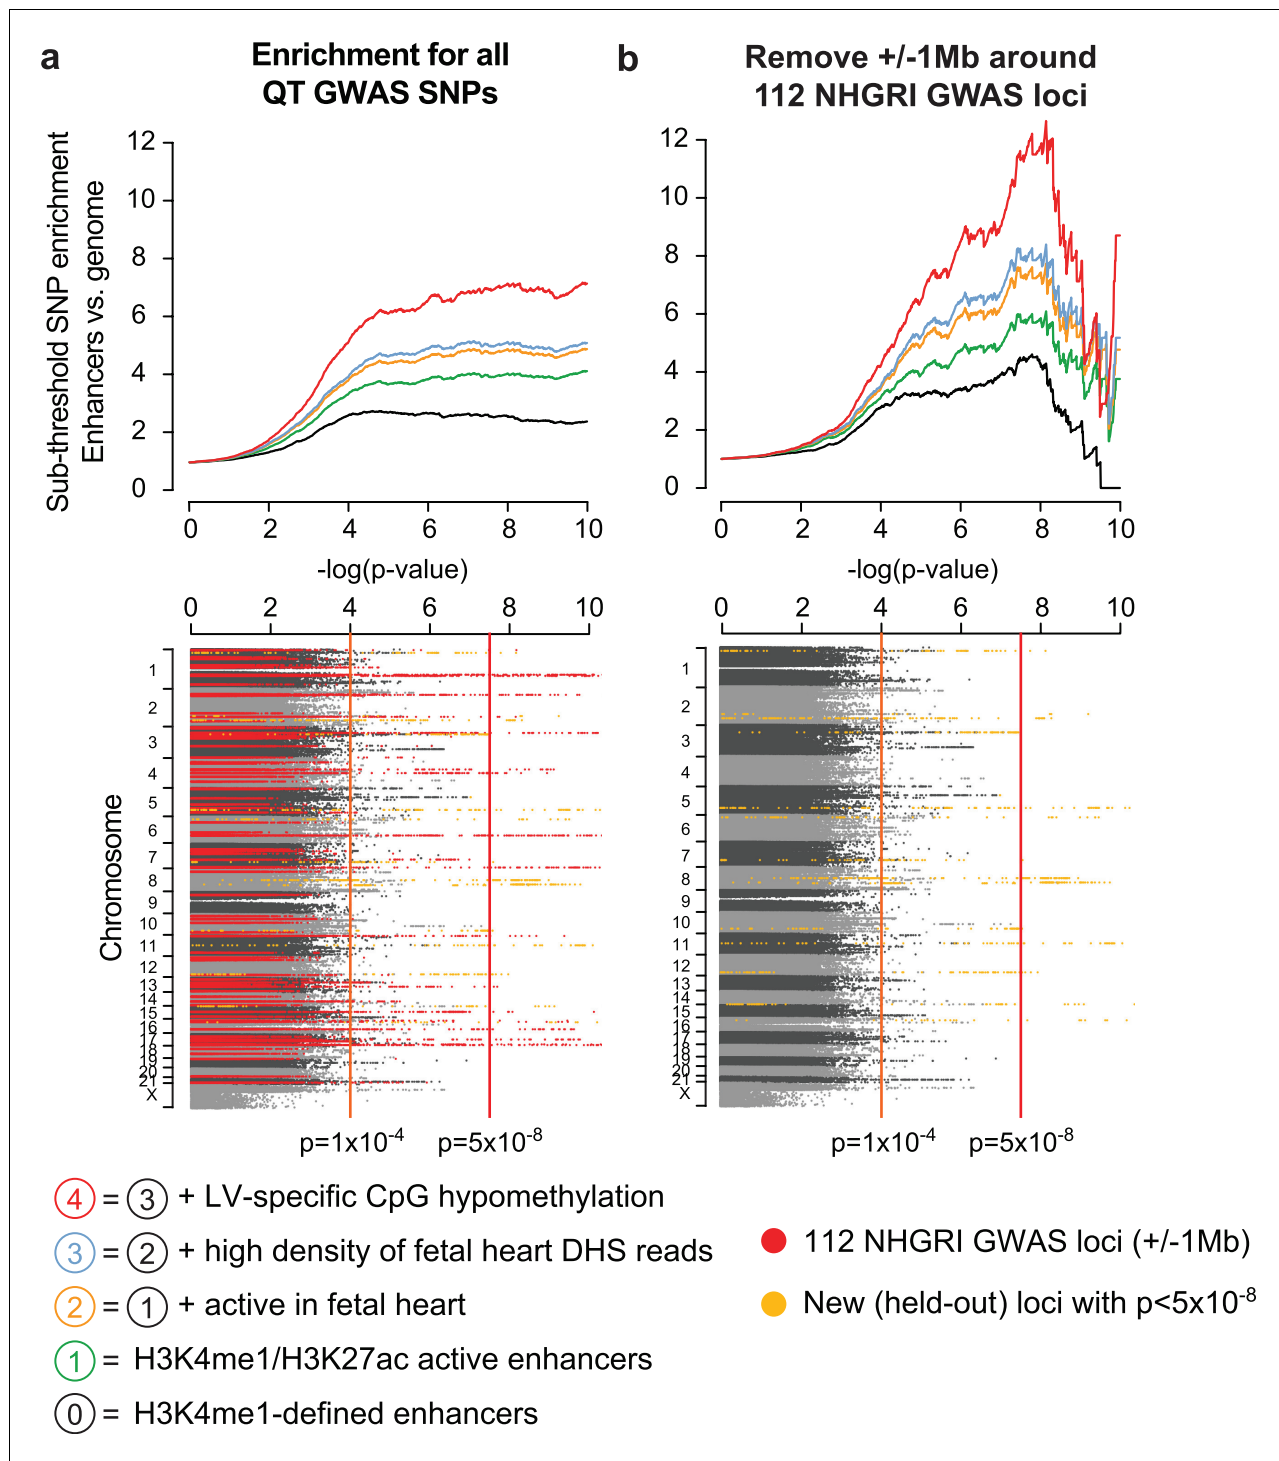 a
Enrichment for all
QT GWAS SNPs
b
Remove +/-1Mb around
112 NHGRI GWAS loci
Sub-threshold SNP enrichment
Enhancers vs. genome
12
10
8
6
4
2
0
0 2 4 6 8 10
-log(p-value)
12
10
8
6
4
2
0
0 2 4 6 8 10
-log(p-value)
0 2 4 6 8 10
Chromosome
1
2
3
4
5
6
7
8
9
10
11
12
13
14
15
16
17
18
19
20
21
X
p=1x10⁻⁴ p=5x10⁻⁸
0 2 4 6 8 10
1
2
3
4
5
6
7
8
9
10
11
12
13
14
15
16
17
18
19
20
21
X
p=1x10⁻⁴ p=5x10⁻⁸
4 = 3 + LV-specific CpG hypomethylation
3 = 2 + high density of fetal heart DHS reads
2 = 1 + active in fetal heart
1 = H3K4me1/H3K27ac active enhancers
0 = H3K4me1-defined enhancers
112 NHGRI GWAS loci (+/-1Mb)
New (held-out) loci with p<5x10⁻⁸